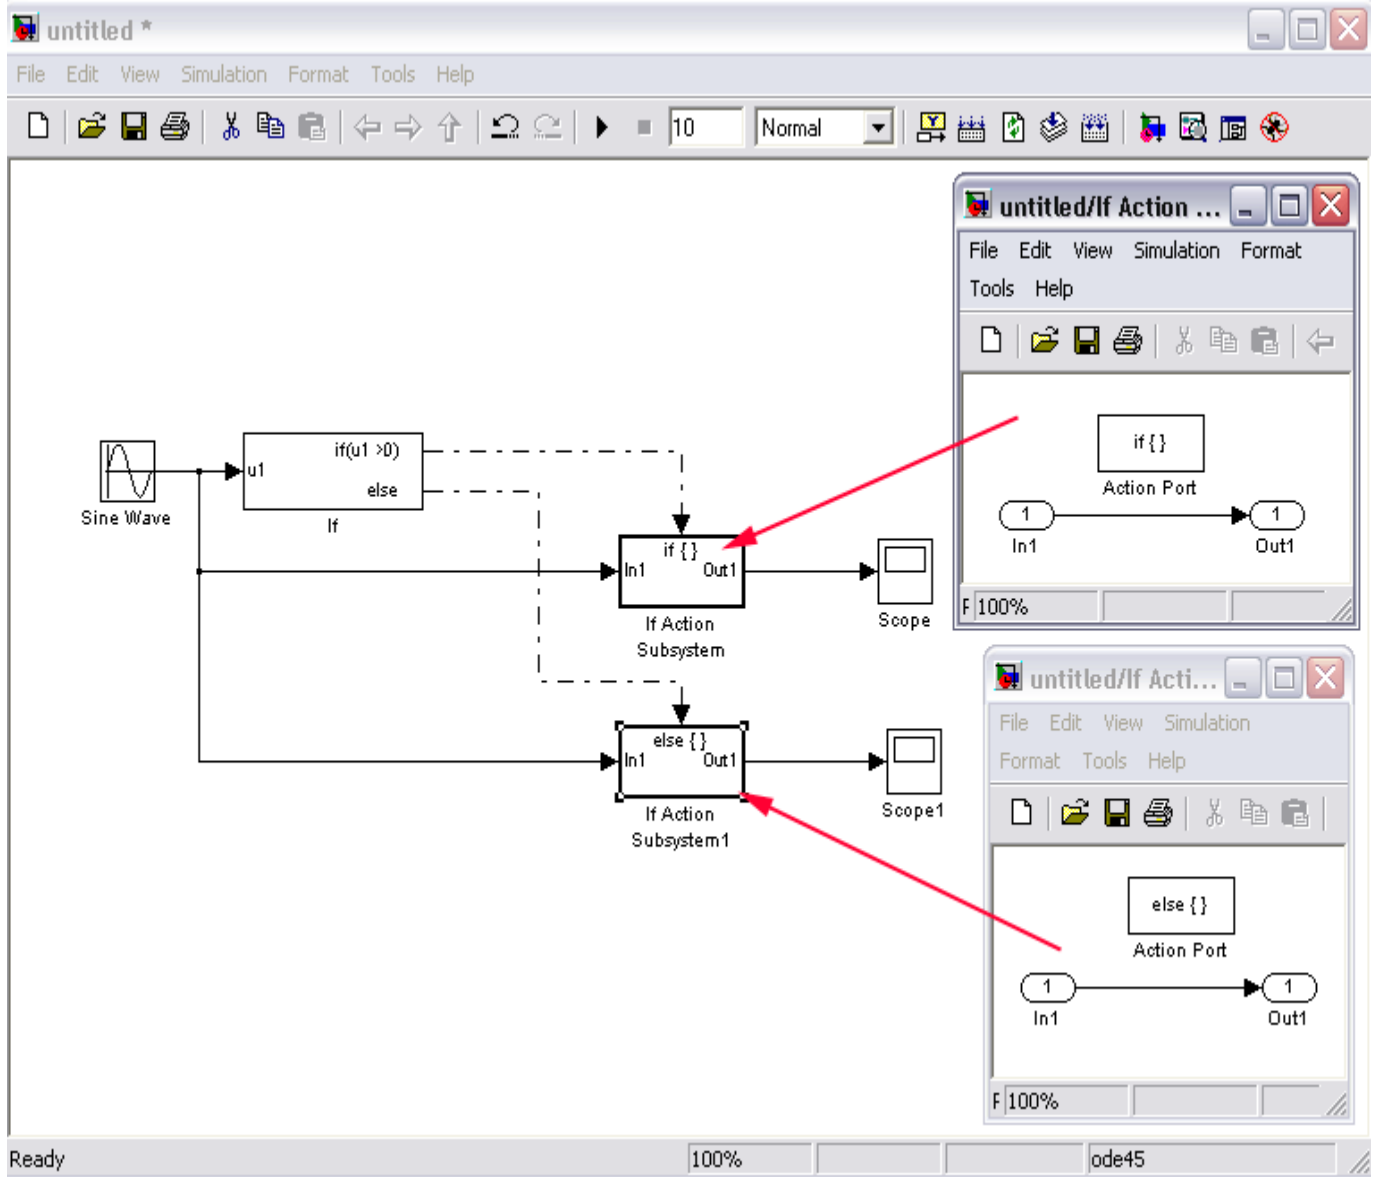 untitled *
File Edit View Simulation Format Tools Help
10 Normal
untitled/If Action ...
File Edit View Simulation Format
Tools Help
if { }
Action Port
1 1
In1 Out1
F 100%
if(u1 >0)
u1
else
If
Sine Wave
if { }
In1 Out1
If Action
Subsystem
Scope
else { }
In1 Out1
If Action
Subsystem1
Scope1
untitled/If Acti...
File Edit View Simulation
Format Tools Help
else { }
Action Port
1 1
In1 Out1
F 100%
Ready 100% ode45